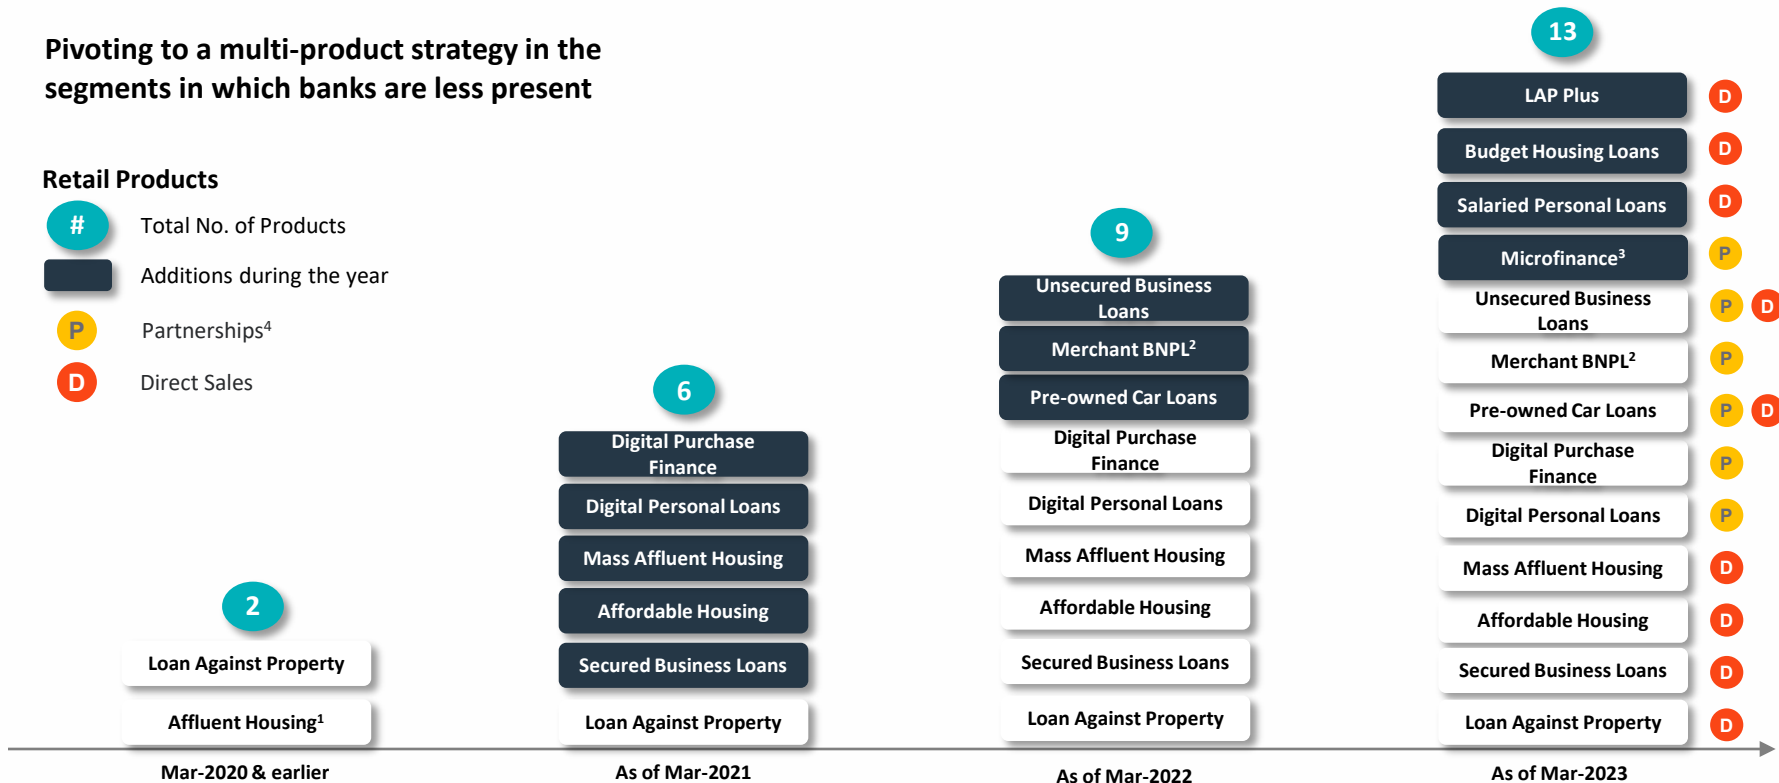 Pivoting to a multi-product strategy in the
segments in which banks are less present
Retail Products
# Total No. of Products
Additions during the year
P Partnerships4
D Direct Sales
2
Loan Against Property
Affluent Housing1
Mar-2020 & earlier
6
Digital Purchase
Finance
Digital Personal Loans
Mass Affluent Housing
Affordable Housing
Secured Business Loans
Loan Against Property
As of Mar-2021
9
Unsecured Business
Loans
Merchant BNPL2
Pre-owned Car Loans
Digital Purchase
Finance
Digital Personal Loans
Mass Affluent Housing
Affordable Housing
Secured Business Loans
Loan Against Property
As of Mar-2022
13
LAP Plus D
Budget Housing Loans D
Salaried Personal Loans D
Microfinance3 P
Unsecured Business
Loans P D
Merchant BNPL2 P
Pre-owned Car Loans P D
Digital Purchase
Finance P
Digital Personal Loans P
Mass Affluent Housing D
Affordable Housing D
Secured Business Loans D
Loan Against Property D
As of Mar-2023